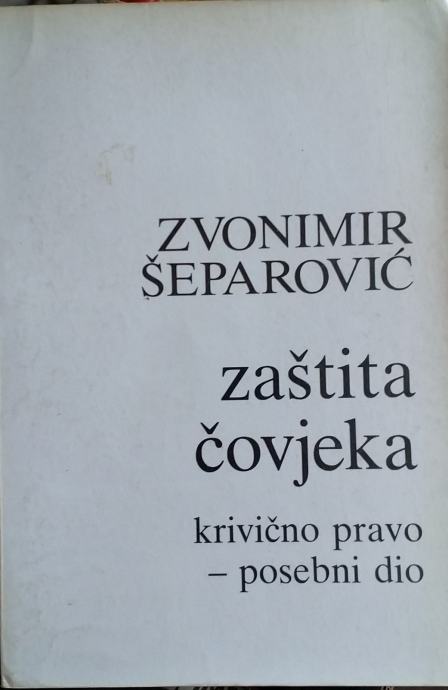 ZVONIMIR
ŠEPAROVIĆ
zaštita
čovjeka
krivično pravo
– posebni dio